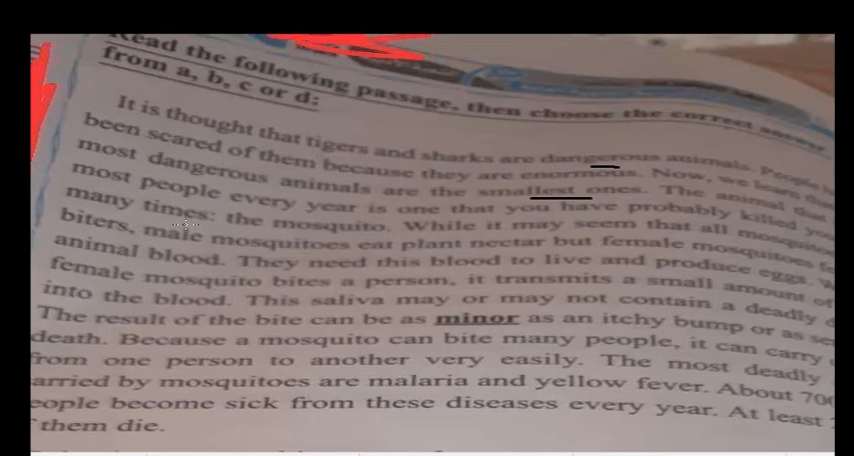 Read the following passage, then choose the correct answer
from a, b, c or d:
It is thought that tigers and sharks are dangerous animals. People
been scared of them because they are enormous. Now, we learn
most dangerous animals are the smallest ones. The animal that
most people every year is one that you have probably
many times: the mosquito. While it may seem that all
biters, male mosquitoes eat plant nectar but female mosquitoes
animal blood. They need this blood to live and produce eggs.
female mosquito bites a person, it transmits a small amount of
into the blood. This saliva may or may not contain a deadly
The result of the bite can be as minor as an itchy bump or as
death. Because a mosquito can bite many people, it can carry
from one person to another very easily. The most deadly
arried by mosquitoes are malaria and yellow fever. About 70
eople become sick from these diseases every year. At least
them die.